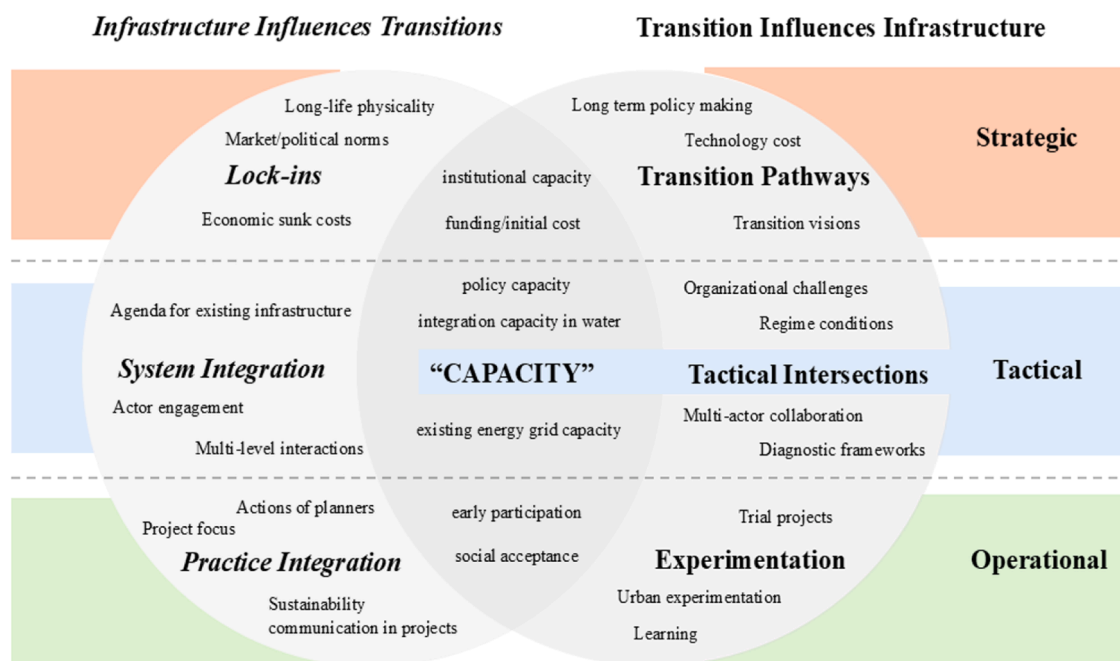 Infrastructure Influences Transitions
Transition Influences Infrastructure
Long-life physicality
Market/political norms
Lock-ins
Economic sunk costs
institutional capacity
funding/initial cost
Long term policy making
Technology cost
Transition Pathways
Transition visions
Strategic
Agenda for existing infrastructure
System Integration
Actor engagement
Multi-level interactions
policy capacity
integration capacity in water
“CAPACITY”
existing energy grid capacity
Organizational challenges
Regime conditions
Tactical Intersections
Multi-actor collaboration
Diagnostic frameworks
Tactical
Actions of planners
Project focus
Practice Integration
Sustainability
communication in projects
early participation
social acceptance
Trial projects
Experimentation
Urban experimentation
Learning
Operational